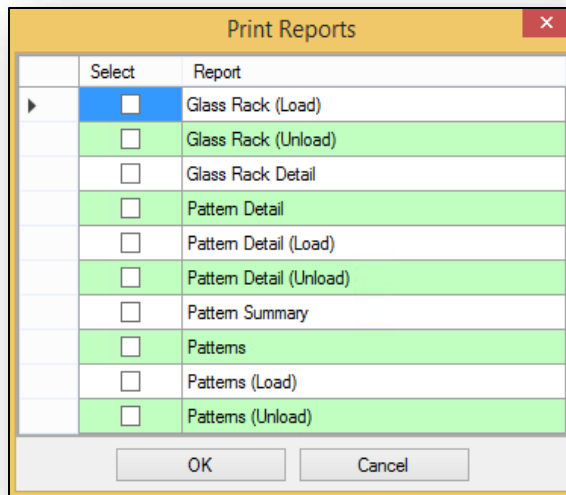 Print Reports
Select Report
Glass Rack (Load)
Glass Rack (Unload)
Glass Rack Detail
Pattern Detail
Pattern Detail (Load)
Pattern Detail (Unload)
Pattern Summary
Patterns
Patterns (Load)
Patterns (Unload)
OK Cancel